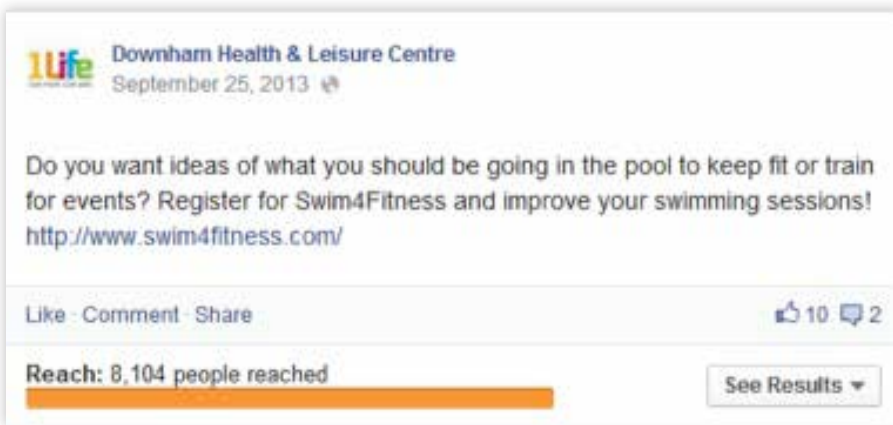 1Life
Downham Health & Leisure Centre
September 25, 2013
Do you want ideas of what you should be going in the pool to keep fit or train
for events? Register for Swim4Fitness and improve your swimming sessions!
http://www.swim4fitness.com/
Like · Comment · Share 10 2
Reach: 8,104 people reached
See Results